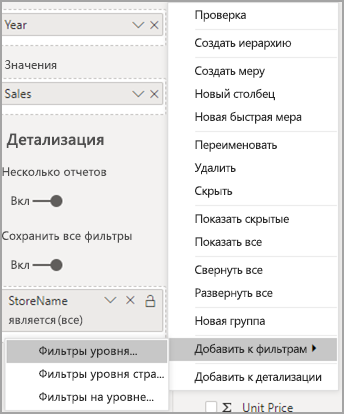 Year
Значения
Sales
Детализация
Несколько отчетов
Вкл
Сохранить все фильтры
Вкл
StoreName
является (все)
Проверка
Создать иерархию
Создать меру
Новый столбец
Новая быстрая мера
Переименовать
Удалить
Скрыть
Показать скрытые
Показать все
Свернуть все
Развернуть все
Новая группа
Добавить к фильтрам
Добавить к детализации
Фильтры уровня...
Фильтры уровня стра...
Фильтры на уровне...
Unit Price